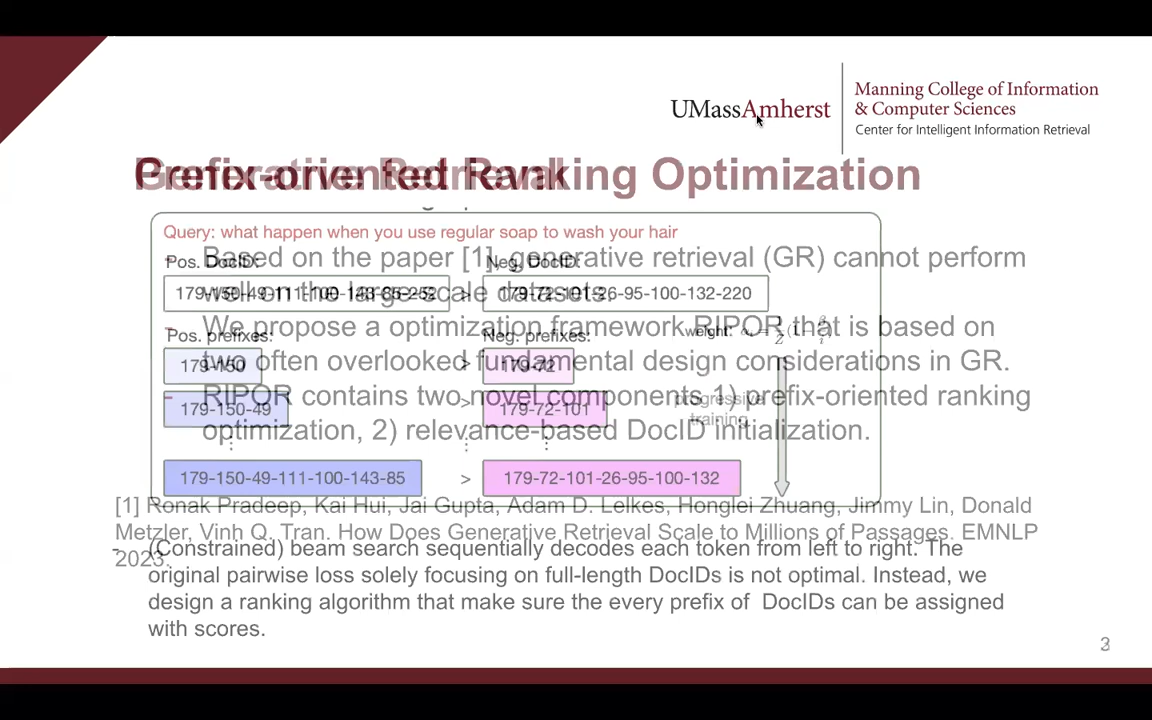 UMassAmherst
Manning College of Information
& Computer Sciences
Center for Intelligent Information Retrieval
Prefix-oriented Ranking Optimization
Generative Retrieval
Query: what happen when you use regular soap to wash your hair
Pos. DocID:
Neg. DocID:
> 179-72-101-26-95-100-132-220
Pos. prefixes:
Neg. prefixes:
weight:
179-150 > 179-72
179-150-49 > 179-72-101
progressive
training
⋮ ⋮ ⋮
179-150-49-111-100-143-85 > 179-72-101-26-95-100-132
- (Constrained) beam search sequentially decodes each token from left to right. The
original pairwise loss solely focusing on full-length DocIDs is not optimal. Instead, we
design a ranking algorithm that make sure the every prefix of DocIDs can be assigned
with scores.
- Based on the paper [1], generative retrieval (GR) cannot perform
well on the large-scale datasets.
- We propose a optimization framework RIPOR that is based on
two often overlooked fundamental design considerations in GR.
- RIPOR contains two novel components 1) prefix-oriented ranking
optimization, 2) relevance-based DocID initialization.
[1] Ronak Pradeep, Kai Hui, Jai Gupta, Adam D. Lelkes, Honglei Zhuang, Jimmy Lin, Donald
Metzler, Vinh Q. Tran. How Does Generative Retrieval Scale to Millions of Passages. EMNLP
2023.